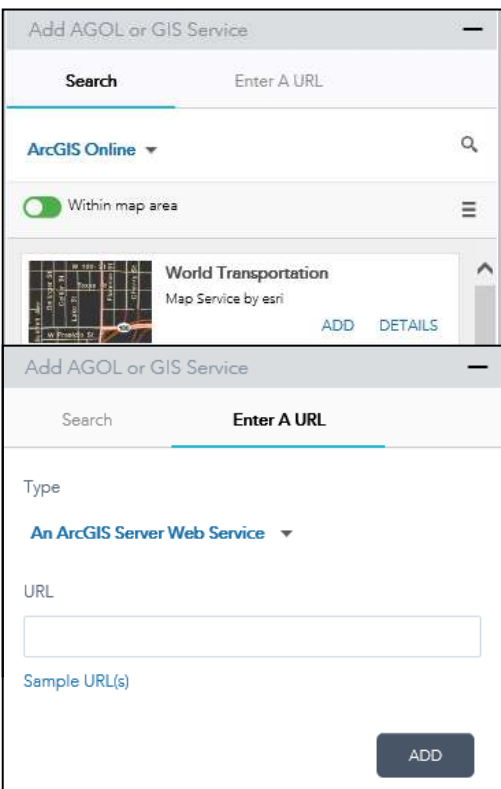 Add AGOL or GIS Service
Search Enter A URL
ArcGIS Online
Within map area
World Transportation
Map Service by esri
ADD DETAILS
Add AGOL or GIS Service
Search Enter A URL
Type
An ArcGIS Server Web Service
URL
Sample URL(s)
ADD